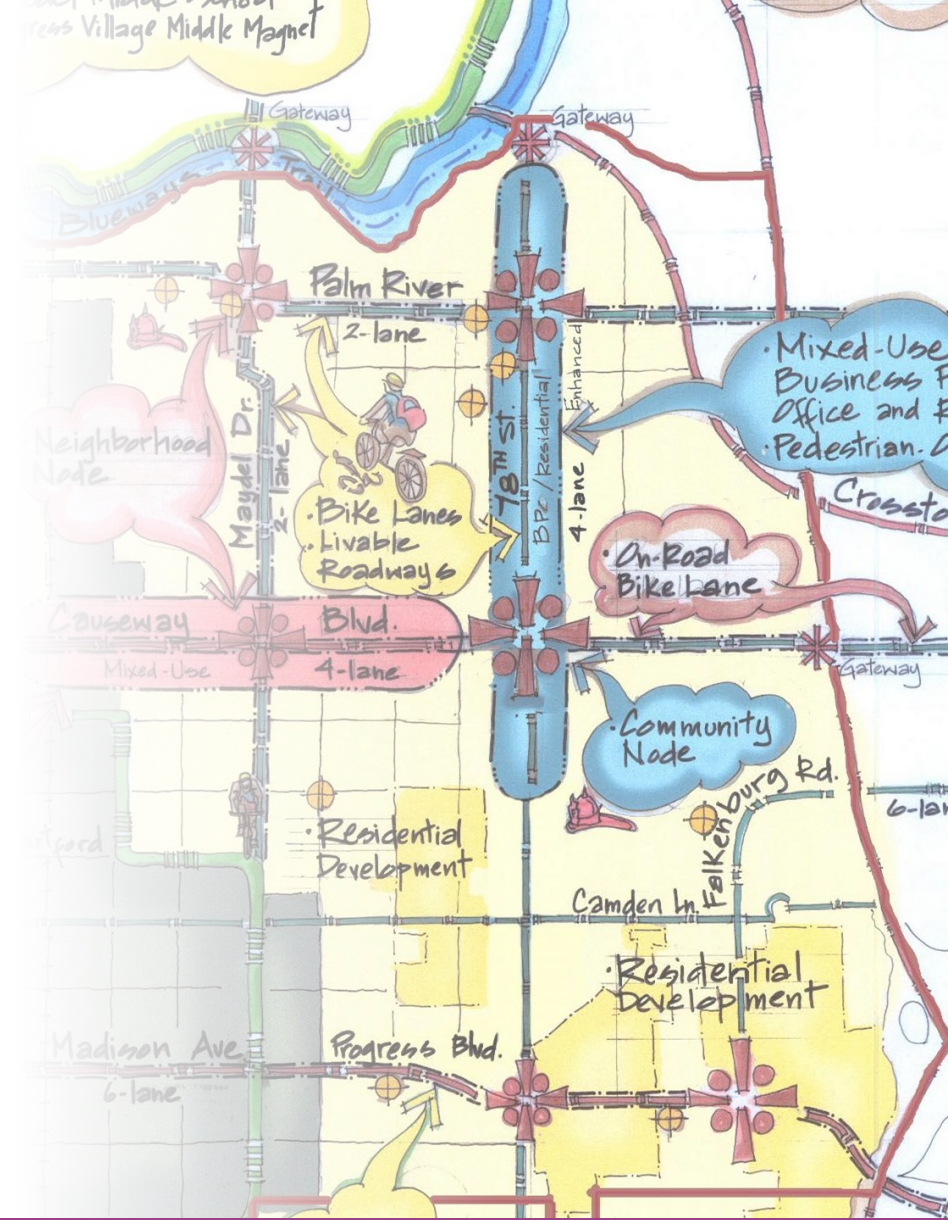 Village Middle Magnet
Gateway
Gateway
Blueways
Trail
Palm River
2-lane
Enhanced
· Mixed-Use
Business
Office and
· Pedestrian-
Neighborhood
Node
Maydel Dr.
2-lane
78TH ST.
BPC/Residential
4-lane
· Bike Lanes
· Livable
Roadways
Crossto
· On-Road
Bike Lane
Causeway Blvd.
Mixed-Use 4-lane
Gateway
· Community
Node
Falkenburg Rd.
6-lan
· Residential
Development
Camden Ln.
· Residential
Development
Madison Ave
6-lane
Progress Blvd.